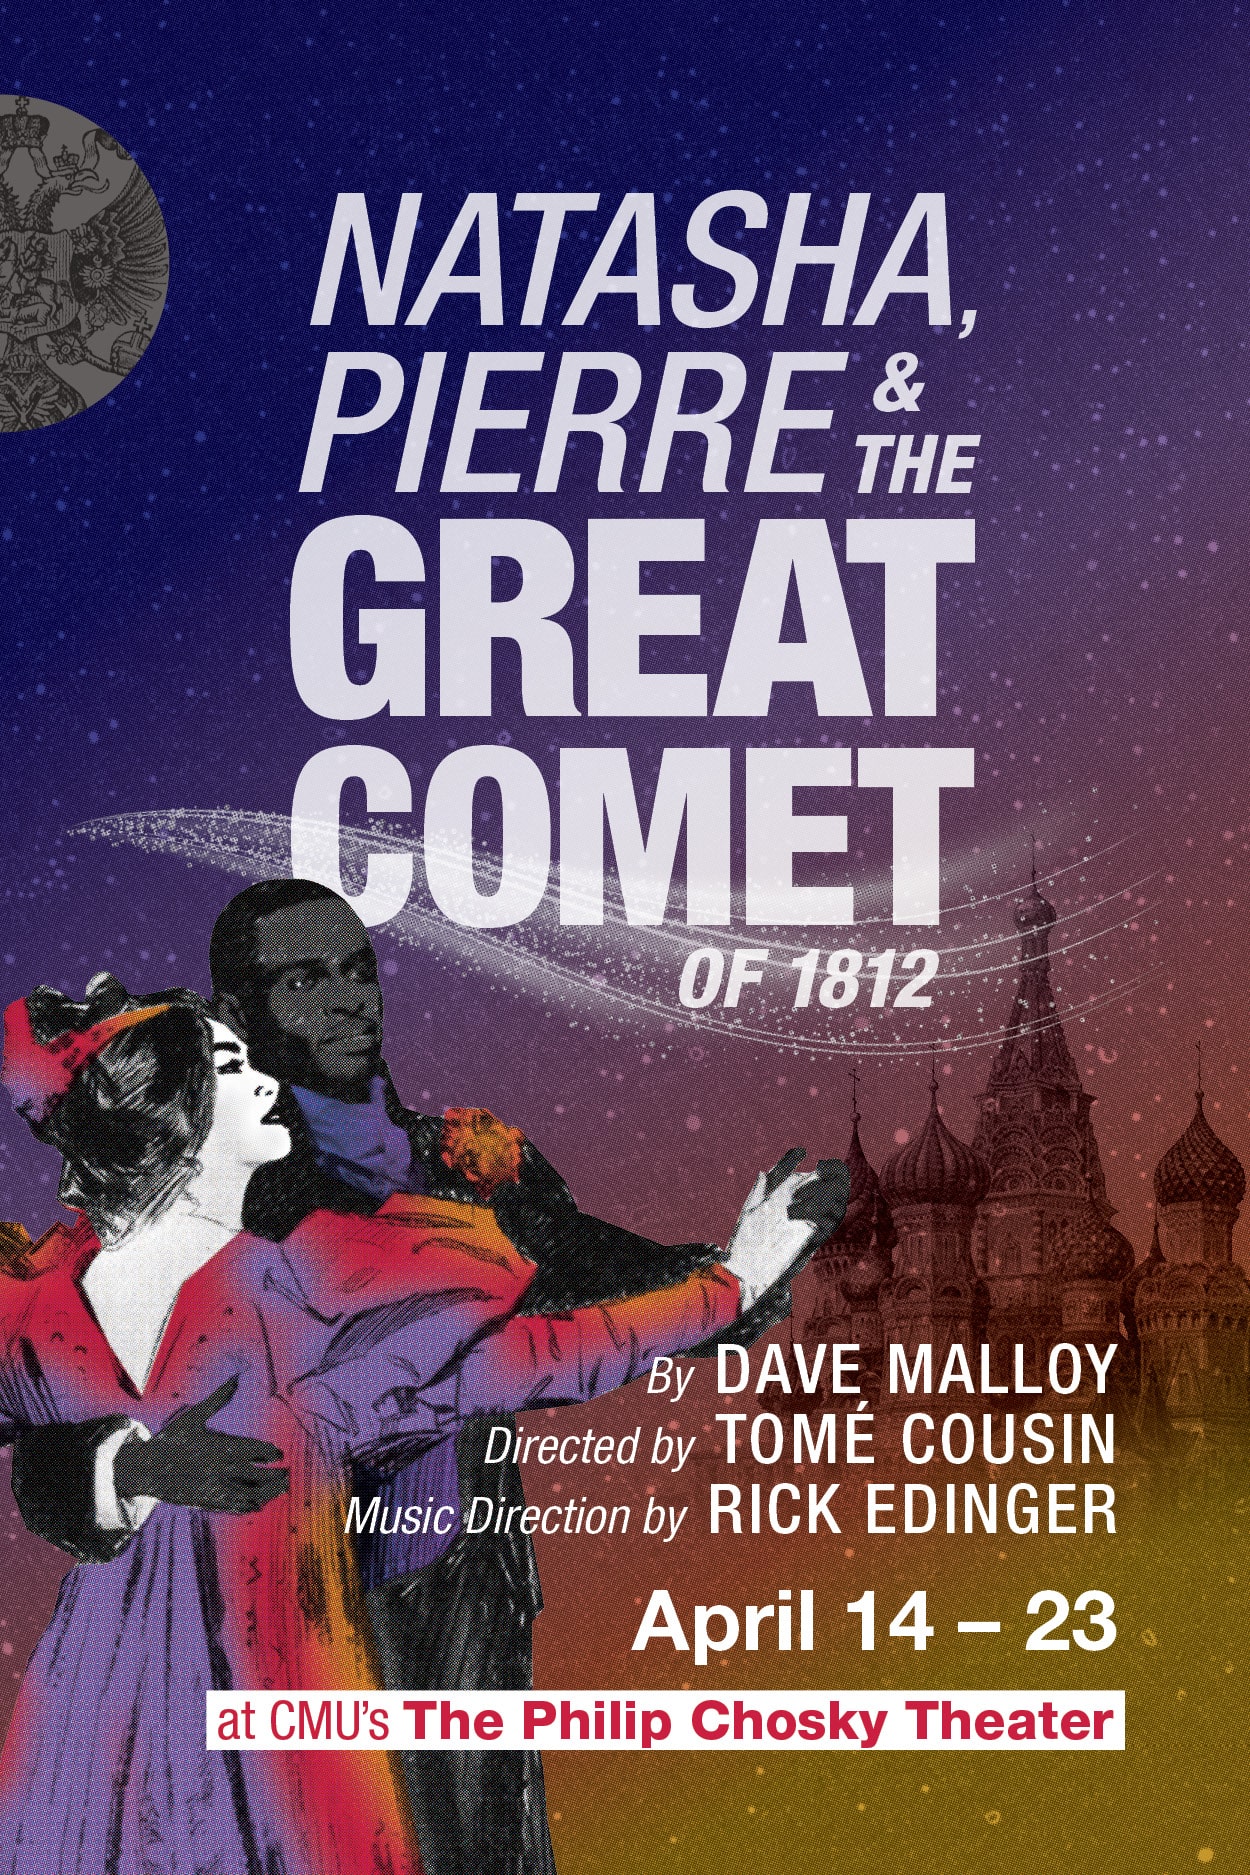 NATASHA,
PIERRE & THE
GREAT
COMET
OF 1812
By DAVE MALLOY
Directed by TOMÉ COUSIN
Music Direction by RICK EDINGER
April 14 – 23
at CMU's The Philip Chosky Theater